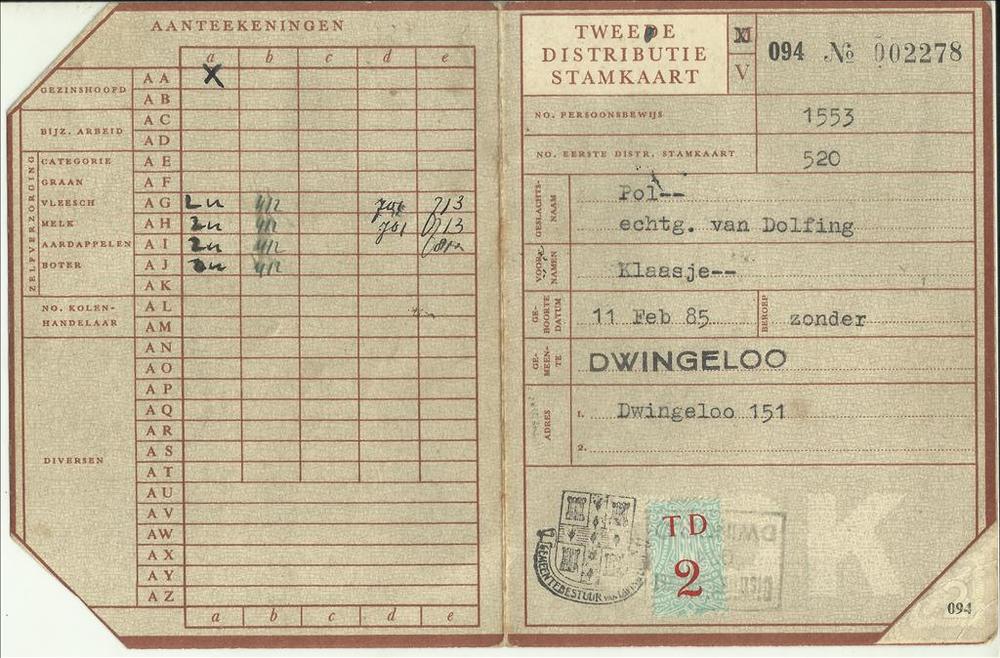 AANTEEKENINGEN
a b c d e
GEZINSHOOFD
AA X
AB
BIJZ. ARBEID
AC
AD
ZELFVERZORGING
CATEGORIE AE
GRAAN AF
VLEESCH AG 713
MELK AH 713
AARDAPPELEN AI
BOTER AJ
AK
NO. KOLEN-
HANDELAAR
AL
AM
DIVERSEN
AN
AO
AP
AQ
AR
AS
AT
AU
AV
AW
AX
AY
AZ
a b c d e
TWEEDE
DISTRIBUTIE
STAMKAART
V
094 No 002278
NO. PERSOONSBEWIJS 1553
NO. EERSTE DISTR. STAMKAART 520
GESLACHTS-
NAAM
Pol--
echtg. van Dolfing
VOOR-
NAMEN
Klaasje--
GE-
BOORTE
DATUM
11 Feb 85
BEROEP zonder
GE-
MEEN-
TE
DWINGELOO
ADRES
1. Dwingeloo 151
2.
GEMEENTEBESTUUR
TD
2
094